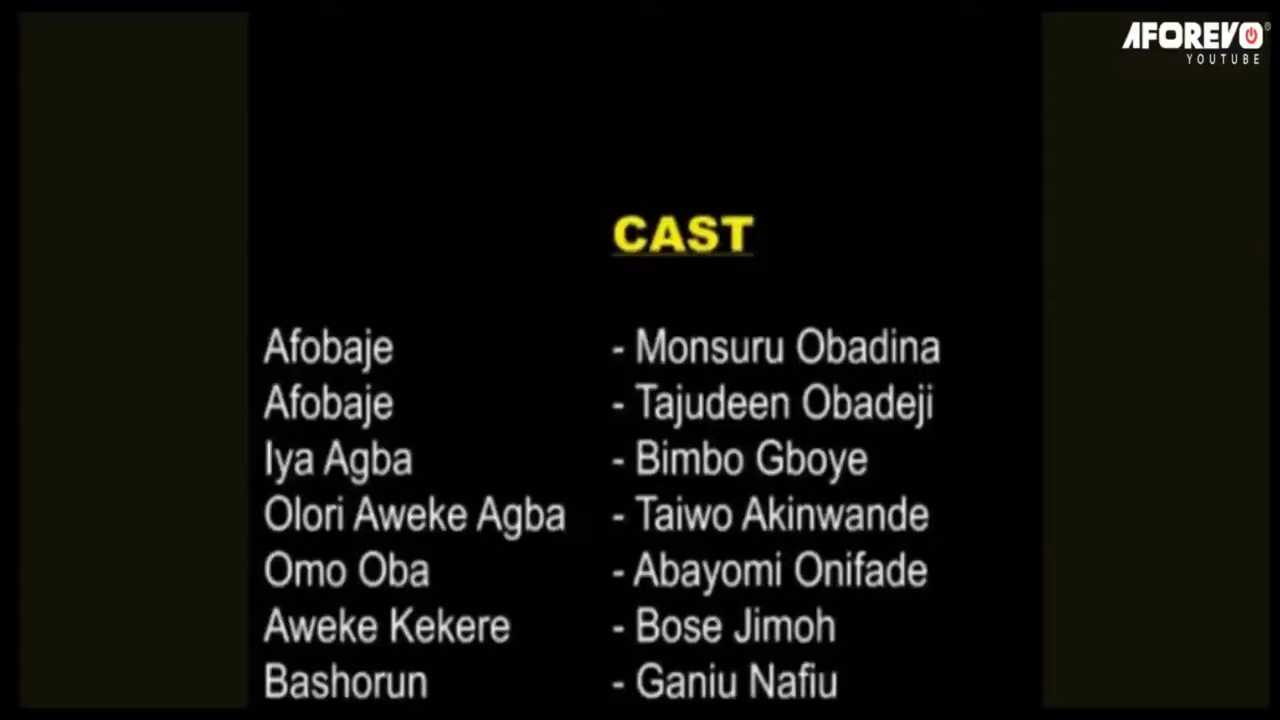 AFOREVO
YOUTUBE
CAST
Afobaje - Monsuru Obadina
Afobaje - Tajudeen Obadeji
Iya Agba - Bimbo Gboye
Olori Aweke Agba - Taiwo Akinwande
Omo Oba - Abayomi Onifade
Aweke Kekere - Bose Jimoh
Bashorun - Ganiu Nafiu